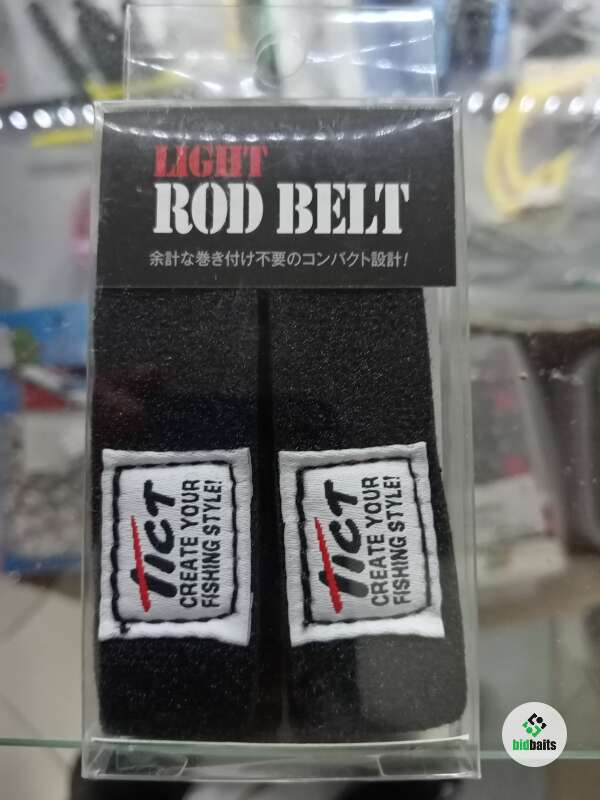 LIGHT
ROD BELT
余計な巻き付け不要のコンパクト設計!
TICT
CREATE YOUR
FISHING STYLE!
TICT
CREATE YOUR
FISHING STYLE!
bidbaits